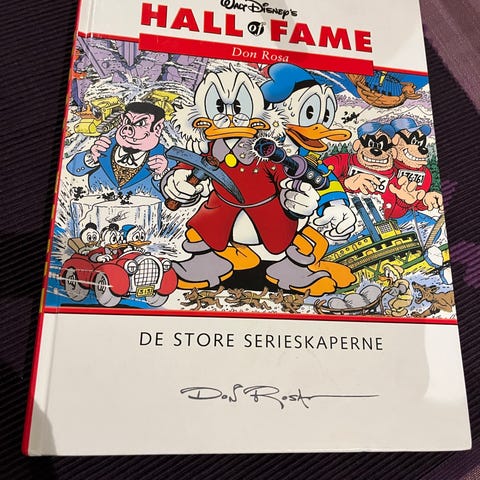 Walt Disney's
HALL of FAME
Don Rosa
DE STORE SERIESKAPERNE
Don Rosa